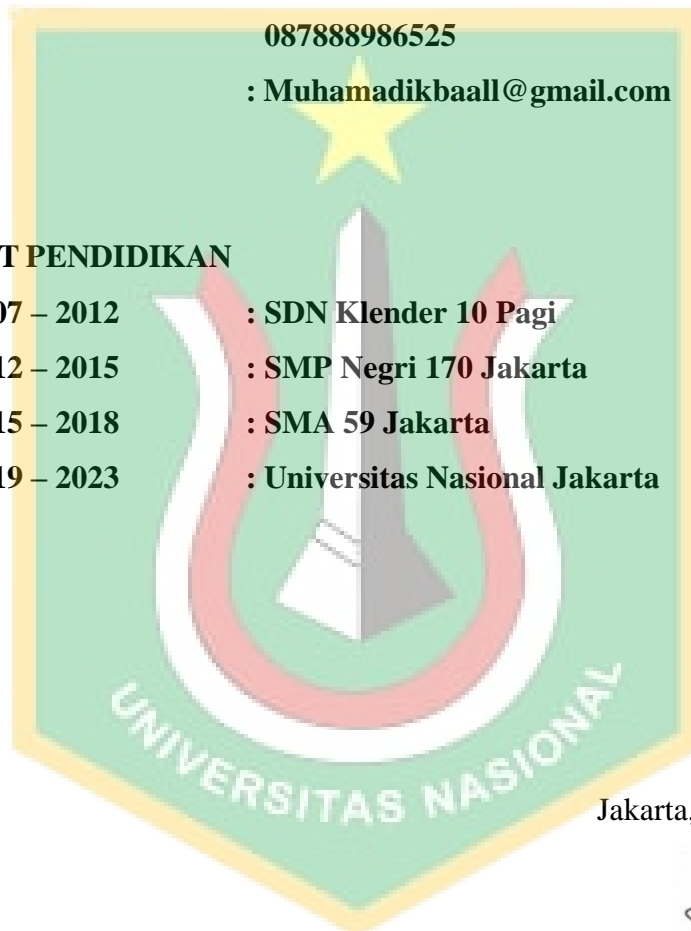 087888986525
: Muhamadikbaall@gmail.com
T PENDIDIKAN
07 – 2012 : SDN Klender 10 Pagi
12 – 2015 : SMP Negri 170 Jakarta
15 – 2018 : SMA 59 Jakarta
19 – 2023 : Universitas Nasional Jakarta
UNIVERSITAS NASIONAL
Jakarta,